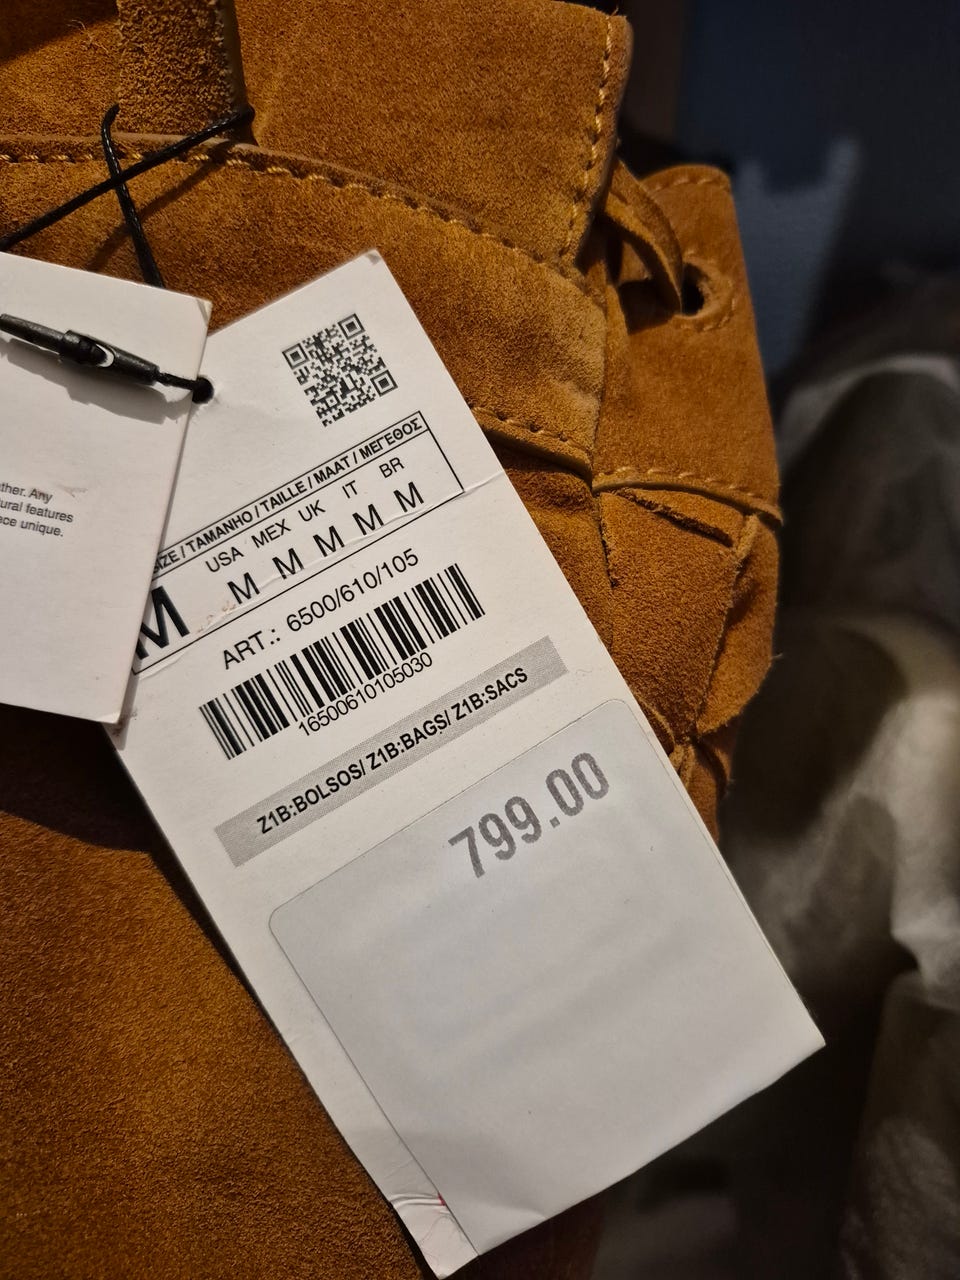 ther. Any
ural features
ce unique.
SIZE / TAMANHO / TAILLE / MAAT / ΜΕΓΕΘΟΣ
USA MEX UK IT BR
M M M M M M
ART.: 6500/610/105
16500610105030
Z1B:BOLSOS/ Z1B:BAGS/ Z1B:SACS
799.00